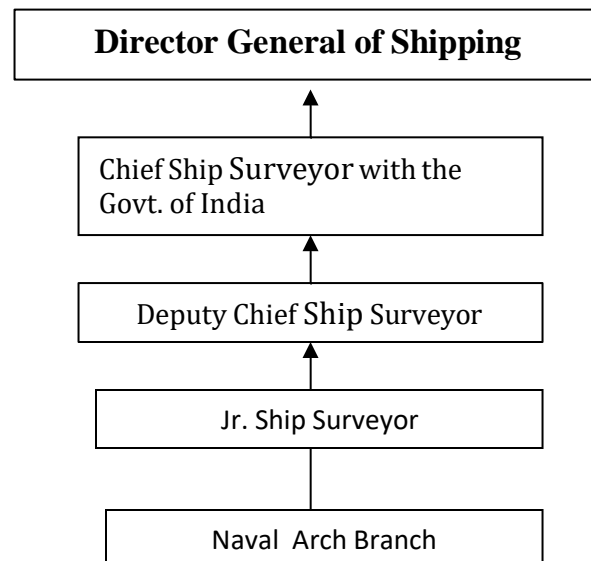 Director General of Shipping
Chief Ship Surveyor with the
Govt. of India
Deputy Chief Ship Surveyor
Jr. Ship Surveyor
Naval Arch Branch